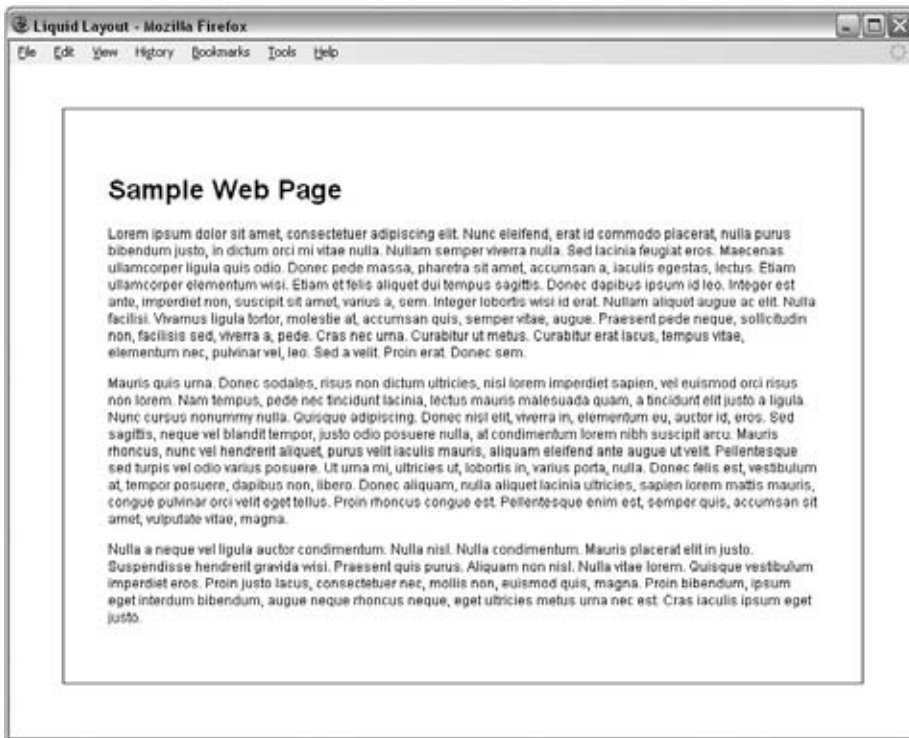 Liquid Layout - Mozilla Firefox
File Edit View History Bookmarks Tools Help
Sample Web Page
Lorem ipsum dolor sit amet, consectetuer adipiscing elit. Nunc eleifend, erat id commodo placerat, nulla purus
bibendum justo, in dictum orci mi vitae nulla. Nullam semper viverra nulla. Sed lacinia feugiat eros. Maecenas
ullamcorper ligula quis odio. Donec pede massa, pharetra sit amet, accumsan a, iaculis egestas, lectus. Etiam
ullamcorper elementum wisi. Etiam et felis aliquet dui tempus sagittis. Donec dapibus ipsum id leo. Integer est
ante, imperdiet non, suscipit sit amet, varius a, sem. Integer lobortis wisi id erat. Nullam aliquet augue ac elit. Nulla
facilisi. Vivamus ligula tortor, molestie at, accumsan quis, semper vitae, augue. Praesent pede neque, sollicitudin
non, facilisis sed, viverra a, pede. Cras nec urna. Curabitur ut metus. Curabitur erat lacus, tempus vitae,
elementum nec, pulvinar vel, leo. Sed a velit. Proin erat. Donec sem.
Mauris quis urna. Donec sodales, risus non dictum ultricies, nisl lorem imperdiet sapien, vel euismod orci risus
non lorem. Nam tempus, pede nec tincidunt lacinia, lectus mauris malesuada quam, a tincidunt elit justo a ligula.
Nunc cursus nonummy nulla. Quisque adipiscing. Donec nisl elit, viverra in, elementum eu, auctor id, eros. Sed
sagittis, neque vel blandit tempor, justo odio posuere nulla, at condimentum lorem nibh suscipit arcu. Mauris
rhoncus, nunc vel hendrerit aliquet, purus velit iaculis mauris, aliquam eleifend ante augue ut velit. Pellentesque
sed turpis vel odio varius posuere. Ut urna mi, ultricies ut, lobortis in, varius porta, nulla. Donec felis est, vestibulum
at, tempor posuere, dapibus non, libero. Donec aliquam, nulla aliquet lacinia ultricies, sapien lorem mattis mauris,
congue pulvinar orci velit eget tellus. Proin rhoncus congue est. Pellentesque enim est, semper quis, accumsan sit
amet, vulputate vitae, magna.
Nulla a neque vel ligula auctor condimentum. Nulla nisl. Nulla condimentum. Mauris placerat elit in justo.
Suspendisse hendrerit gravida wisi. Praesent quis purus. Aliquam non nisl. Nulla vitae lorem. Quisque vestibulum
imperdiet eros. Proin justo lacus, consectetuer nec, mollis non, euismod quis, magna. Proin bibendum, ipsum
eget interdum bibendum, augue neque rhoncus neque, eget ultricies metus urna nec est. Cras iaculis ipsum eget
justo.